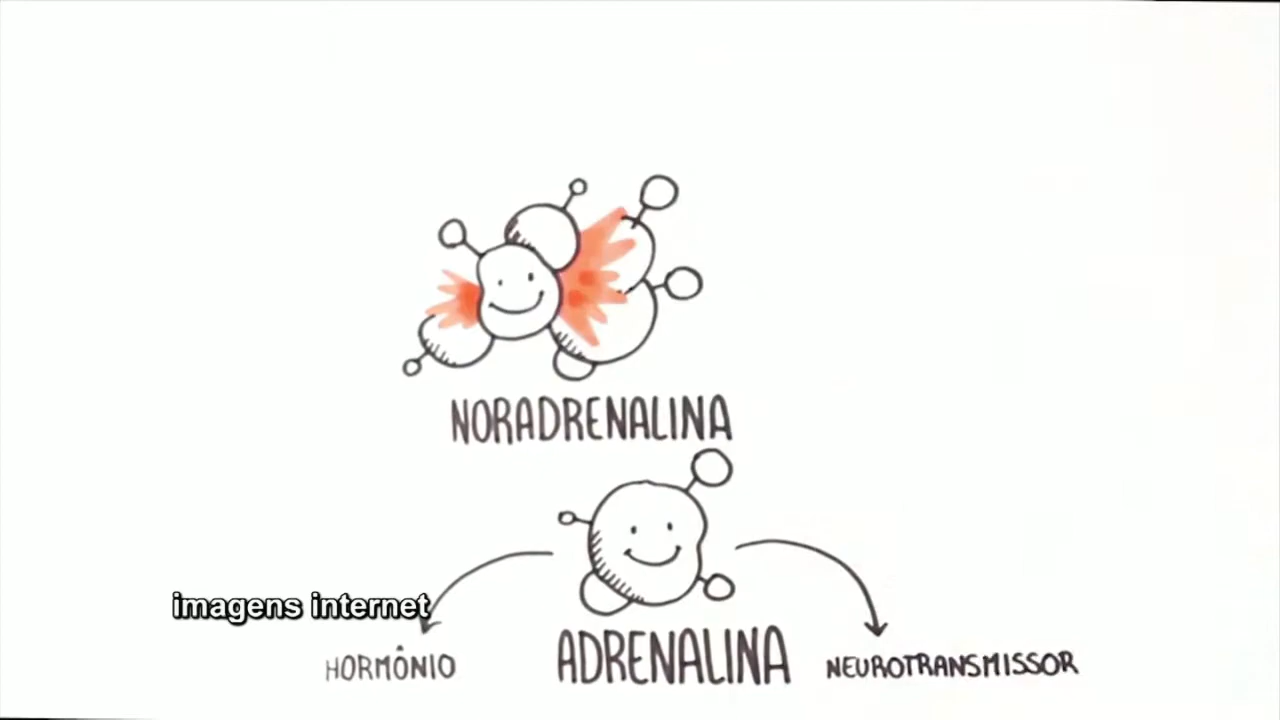 NORADRENALINA
imagens internet
HORMÔNIO
ADRENALINA
NEUROTRANSMISSOR